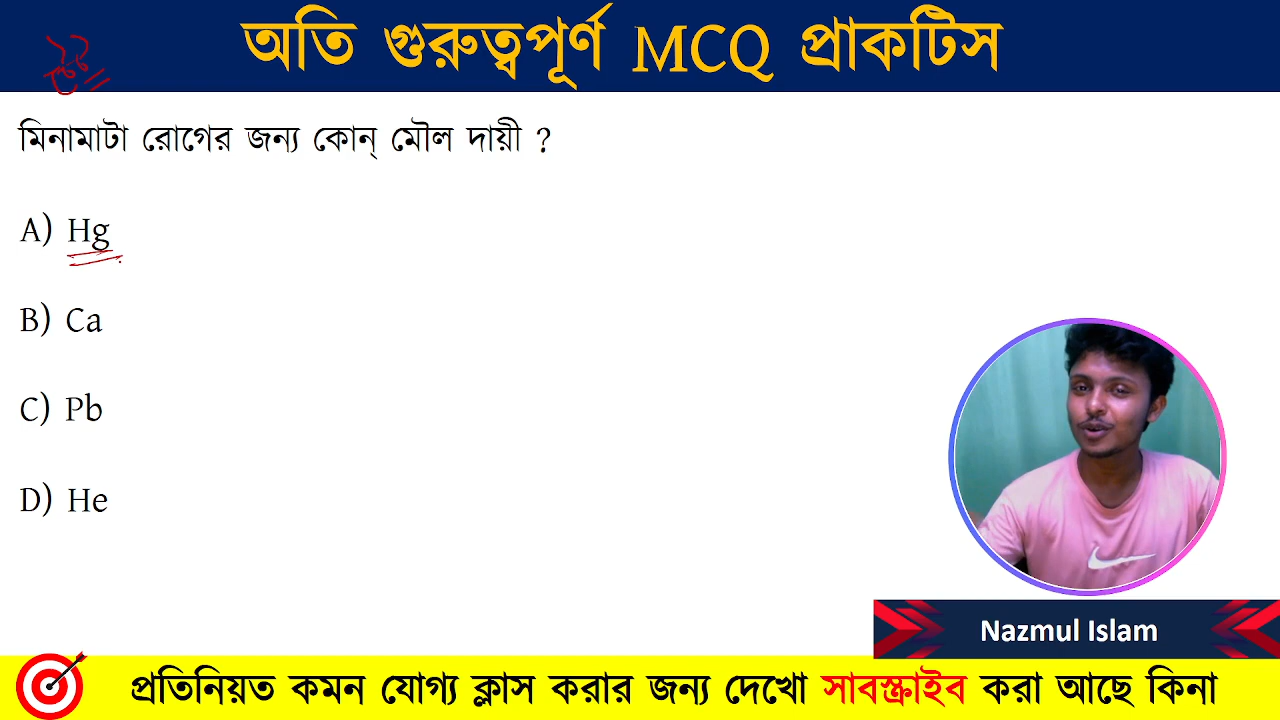 অতি গুরুত্বপূর্ণ MCQ প্রাকটিস
মিনামাটা রোগের জন্য কোন্ মৌল দায়ী ?
A) Hg
B) Ca
C) Pb
D) He
Nazmul Islam
প্রতিনিয়ত কমন যোগ্য ক্লাস করার জন্য দেখো সাবস্ক্রাইব করা আছে কিনা